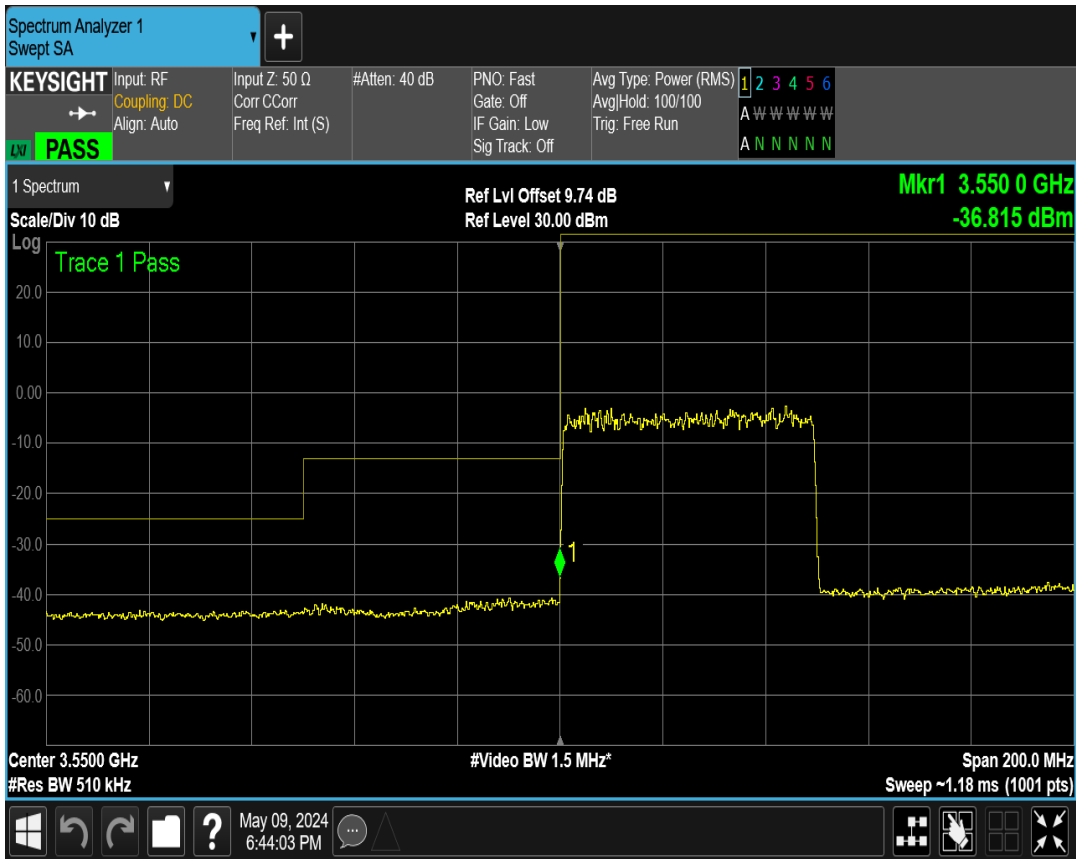 Spectrum Analyzer 1
Swept SA
+
KEYSIGHT
LXI PASS
Input: RF
Coupling: DC
Align: Auto
Input Z: 50 Ω
Corr CCorr
Freq Ref: Int (S)
#Atten: 40 dB
PNO: Fast
Gate: Off
IF Gain: Low
Sig Track: Off
Avg Type: Power (RMS)
Avg|Hold: 100/100
Trig: Free Run
1 2 3 4 5 6
A W W W W W
A N N N N N
1 Spectrum
Scale/Div 10 dB
Ref Lvl Offset 9.74 dB
Ref Level 30.00 dBm
Mkr1 3.550 0 GHz
-36.815 dBm
Log
Trace 1 Pass
20.0
10.0
0.00
-10.0
-20.0
-30.0
1
-40.0
-50.0
-60.0
Center 3.5500 GHz
#Video BW 1.5 MHz*
Span 200.0 MHz
#Res BW 510 kHz
Sweep ~1.18 ms (1001 pts)
?
May 09, 2024
6:44:03 PM